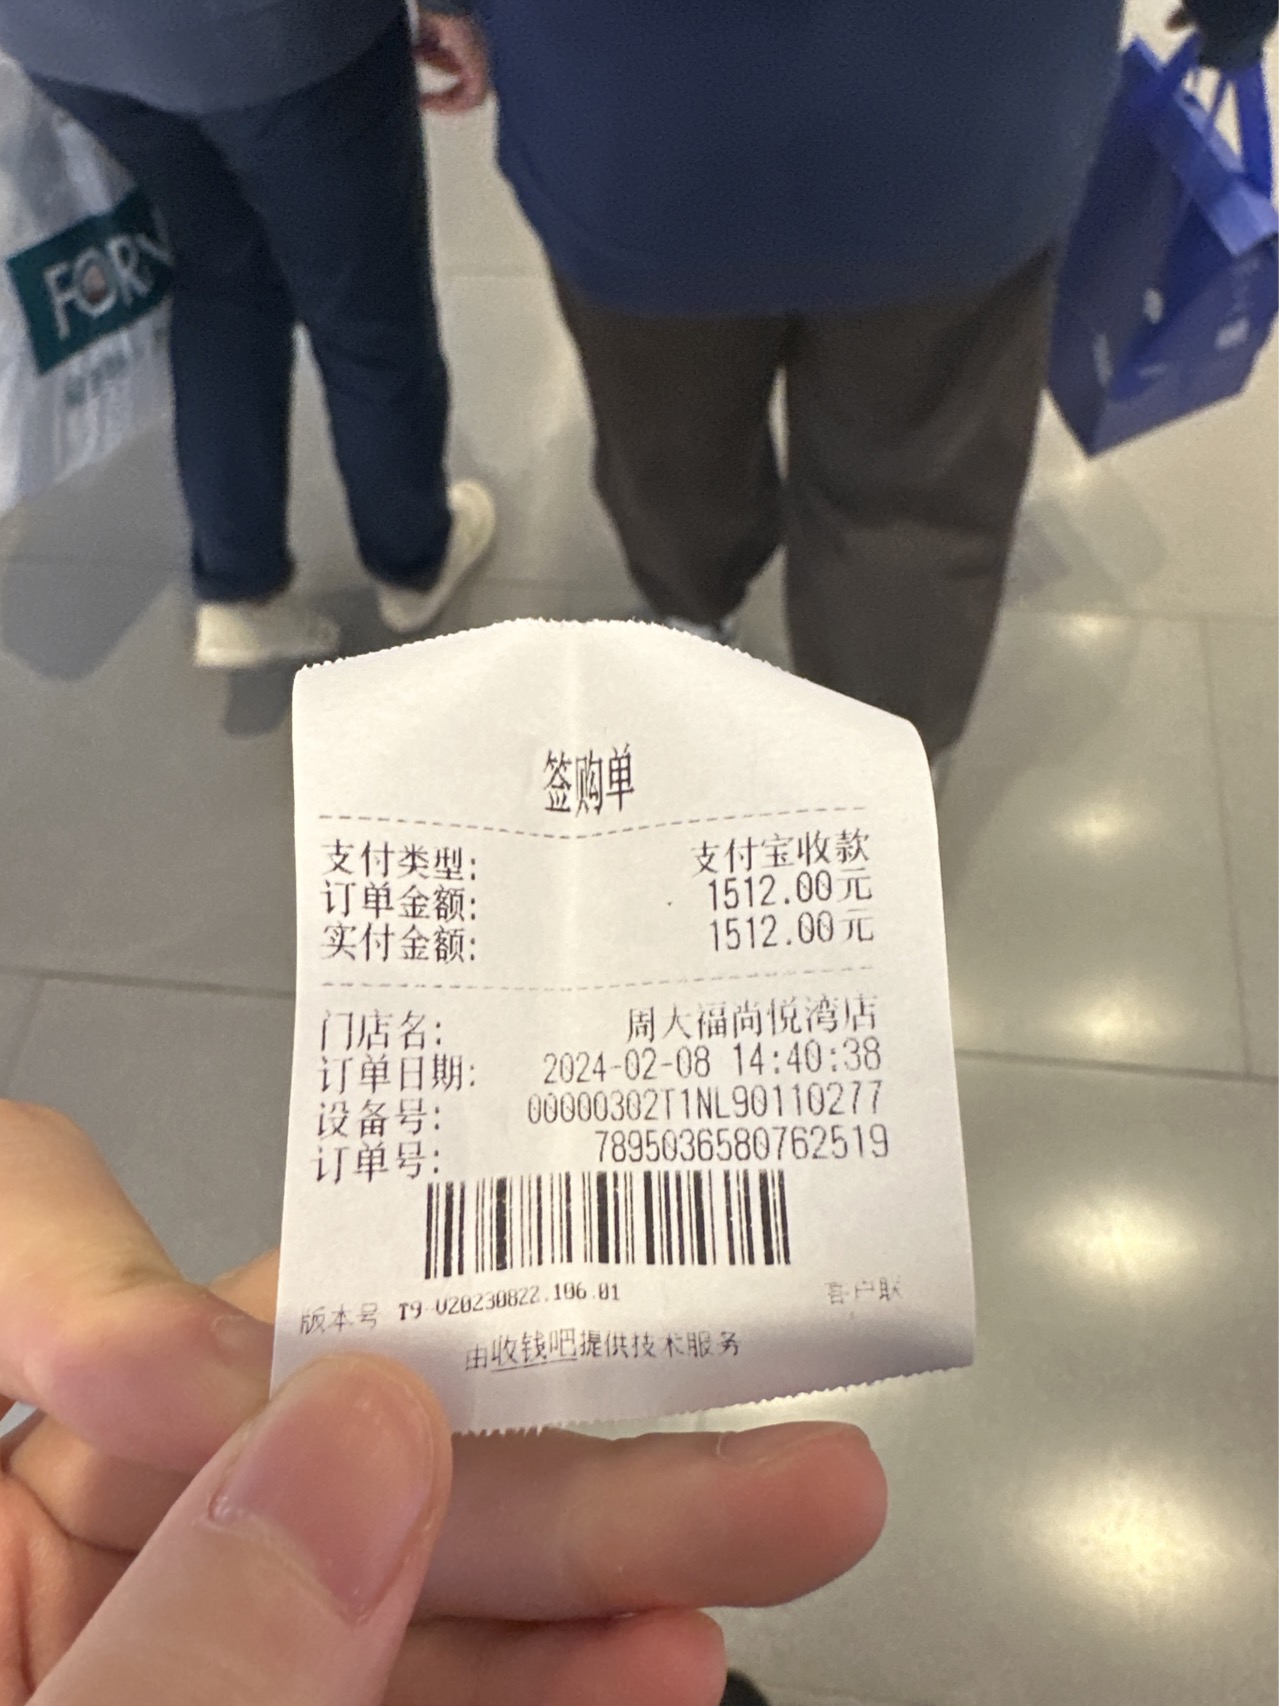 FOR
签购单
支付类型: 支付宝收款
订单金额: 1512.00元
实付金额: 1512.00元
门店名: 周大福尚悦湾店
订单日期: 2024-02-08 14:40:38
设备号: 00000302T1NL90110277
订单号: 7895036580762519
版本号 T9-V20230822.106.01 客户联
由收钱吧提供技术服务